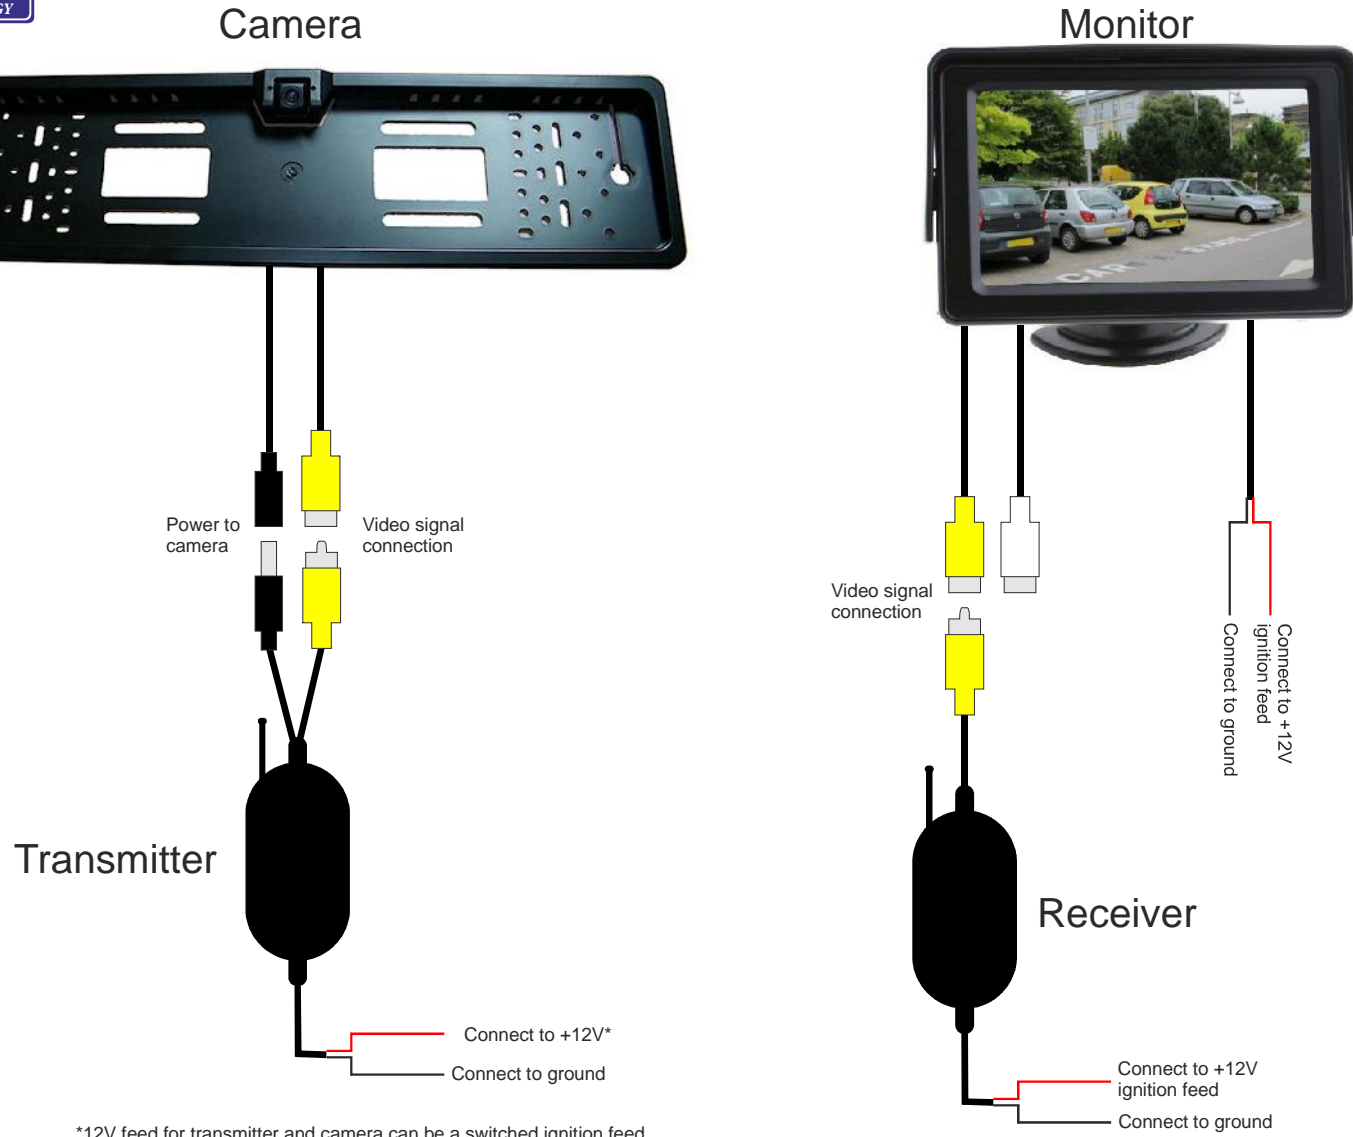 GY
Camera
Monitor
Power to
camera
Video signal
connection
Video signal
connection
Connect to +12V
ignition feed
Connect to ground
Transmitter
Receiver
Connect to +12V*
Connect to ground
Connect to +12V
ignition feed
Connect to ground
*12V feed for transmitter and camera can be a switched ignition feed